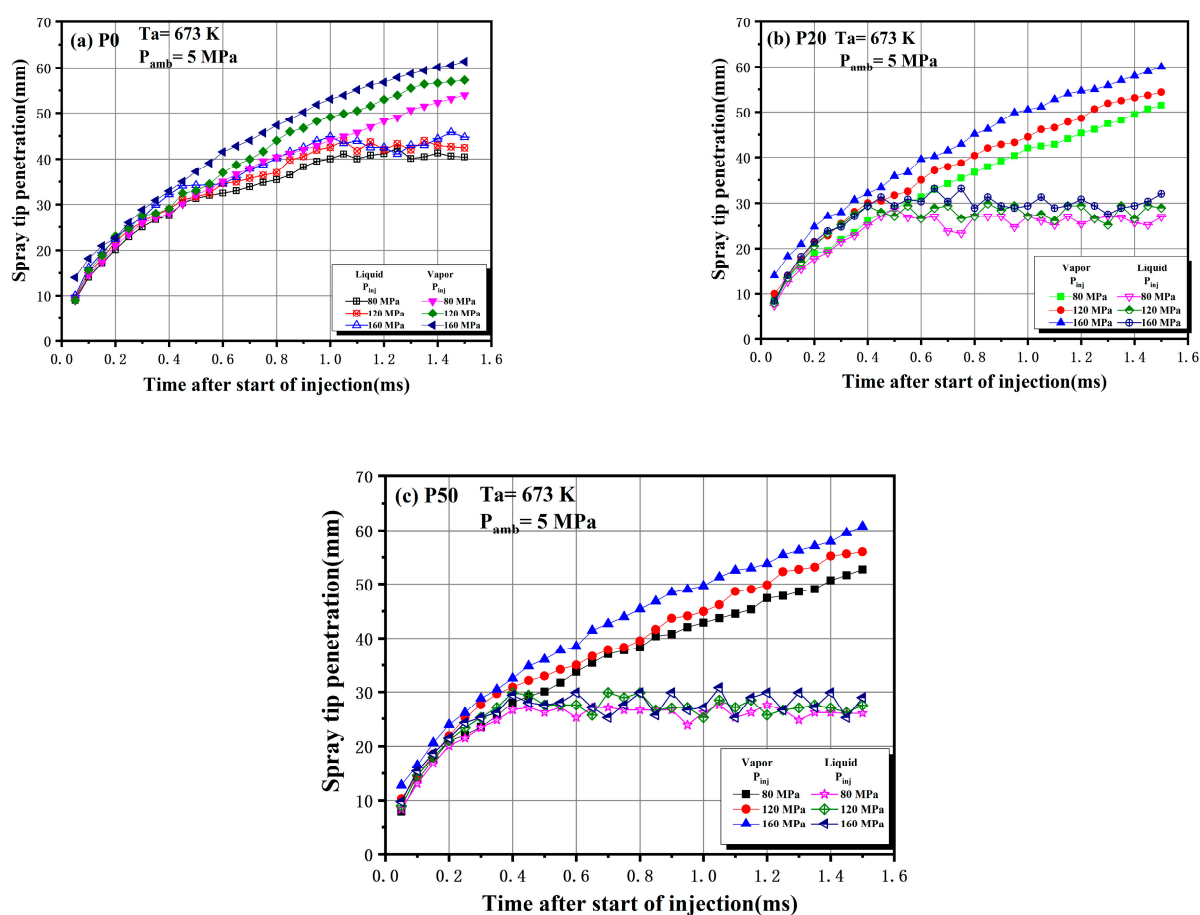 (a) P0
Ta= 673 K
Pamb= 5 MPa
Spray tip penetration(mm)
70
60
50
40
30
20
10
0
Liquid
Pinj
80 MPa
120 MPa
160 MPa
Vapor
Pinj
80 MPa
120 MPa
160 MPa
0.0 0.2 0.4 0.6 0.8 1.0 1.2 1.4 1.6
Time after start of injection(ms)
(b) P20
Ta= 673 K
Pamb= 5 MPa
Spray tip penetration(mm)
70
60
50
40
30
20
10
0
Vapor
Pinj
80 MPa
120 MPa
160 MPa
Liquid
Pinj
80 MPa
120 MPa
160 MPa
0.0 0.2 0.4 0.6 0.8 1.0 1.2 1.4 1.6
Time after start of injection(ms)
(c) P50
Ta= 673 K
Pamb= 5 MPa
Spray tip penetration(mm)
70
60
50
40
30
20
10
0
Vapor
Pinj
80 MPa
120 MPa
160 MPa
Liquid
Pinj
80 MPa
120 MPa
160 MPa
0.0 0.2 0.4 0.6 0.8 1.0 1.2 1.4 1.6
Time after start of injection(ms)